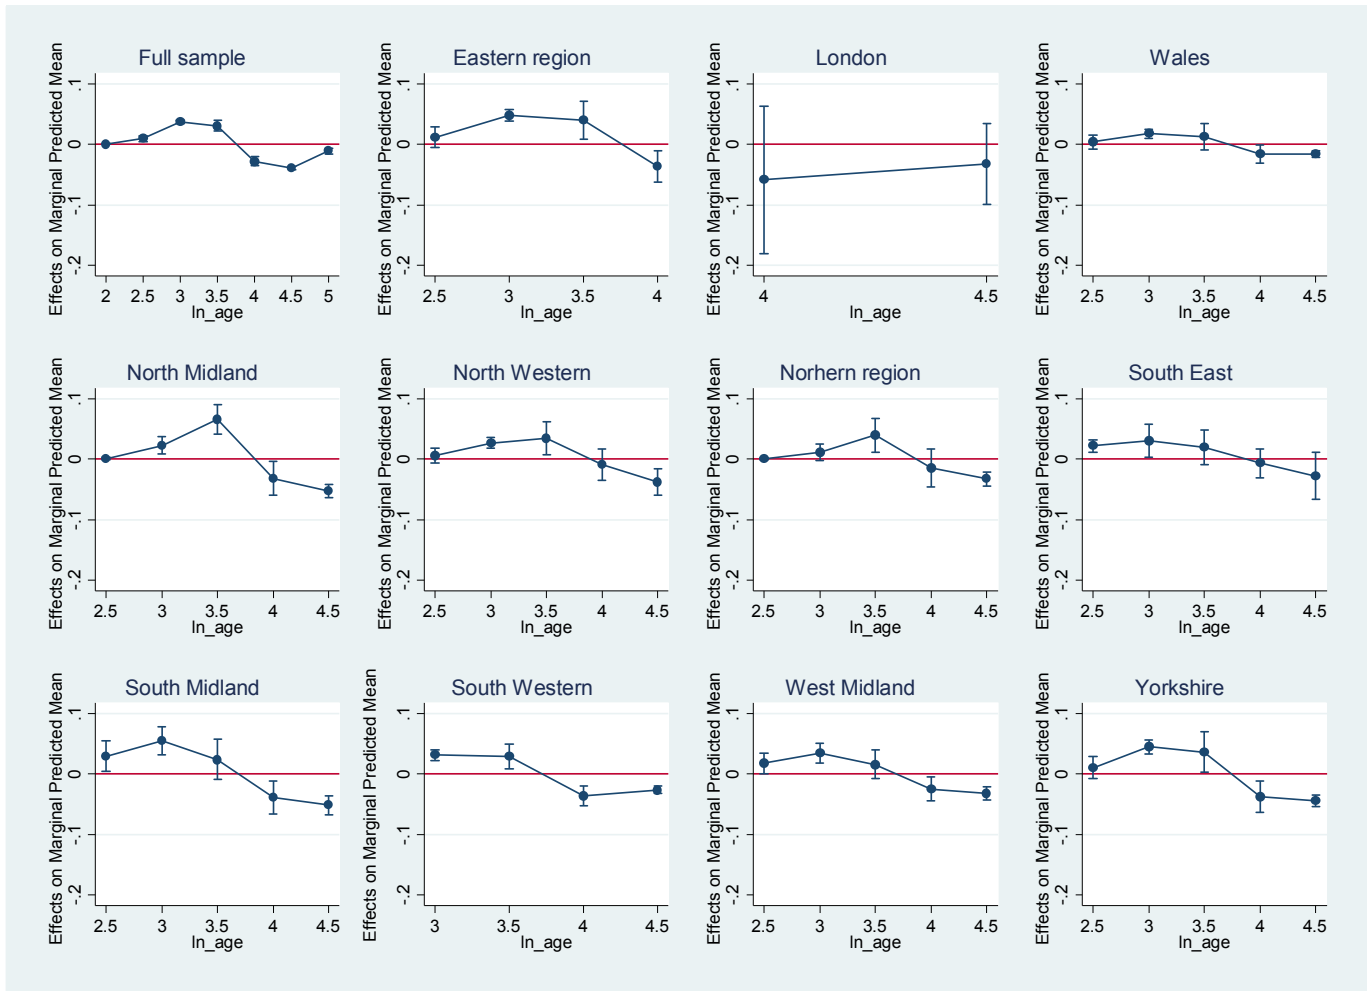 Full sample
Effects on Marginal Predicted Mean
.1
0
-.1
-.2
2 2.5 3 3.5 4 4.5 5
ln_age
Eastern region
Effects on Marginal Predicted Mean
.1
0
-.1
-.2
2.5 3 3.5 4
ln_age
London
Effects on Marginal Predicted Mean
.1
0
-.1
-.2
4 4.5
ln_age
Wales
Effects on Marginal Predicted Mean
.1
0
-.1
-.2
2.5 3 3.5 4 4.5
ln_age
North Midland
Effects on Marginal Predicted Mean
.1
0
-.1
-.2
2.5 3 3.5 4 4.5
ln_age
North Western
Effects on Marginal Predicted Mean
.1
0
-.1
-.2
2.5 3 3.5 4 4.5
ln_age
Norhern region
Effects on Marginal Predicted Mean
.1
0
-.1
-.2
2.5 3 3.5 4 4.5
ln_age
South East
Effects on Marginal Predicted Mean
.1
0
-.1
-.2
2.5 3 3.5 4 4.5
ln_age
South Midland
Effects on Marginal Predicted Mean
.1
0
-.1
-.2
2.5 3 3.5 4 4.5
ln_age
South Western
Effects on Marginal Predicted Mean
.1
0
-.1
-.2
3 3.5 4 4.5
ln_age
West Midland
Effects on Marginal Predicted Mean
.1
0
-.1
-.2
2.5 3 3.5 4 4.5
ln_age
Yorkshire
Effects on Marginal Predicted Mean
.1
0
-.1
-.2
2.5 3 3.5 4 4.5
ln_age